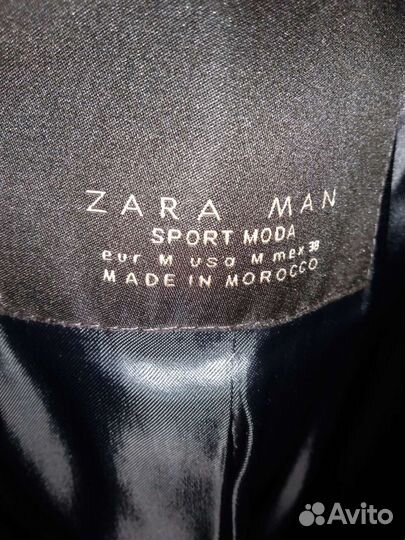 ZARA MAN
SPORT MODA
eur M usa M mex 38
MADE IN MOROCCO
Avito